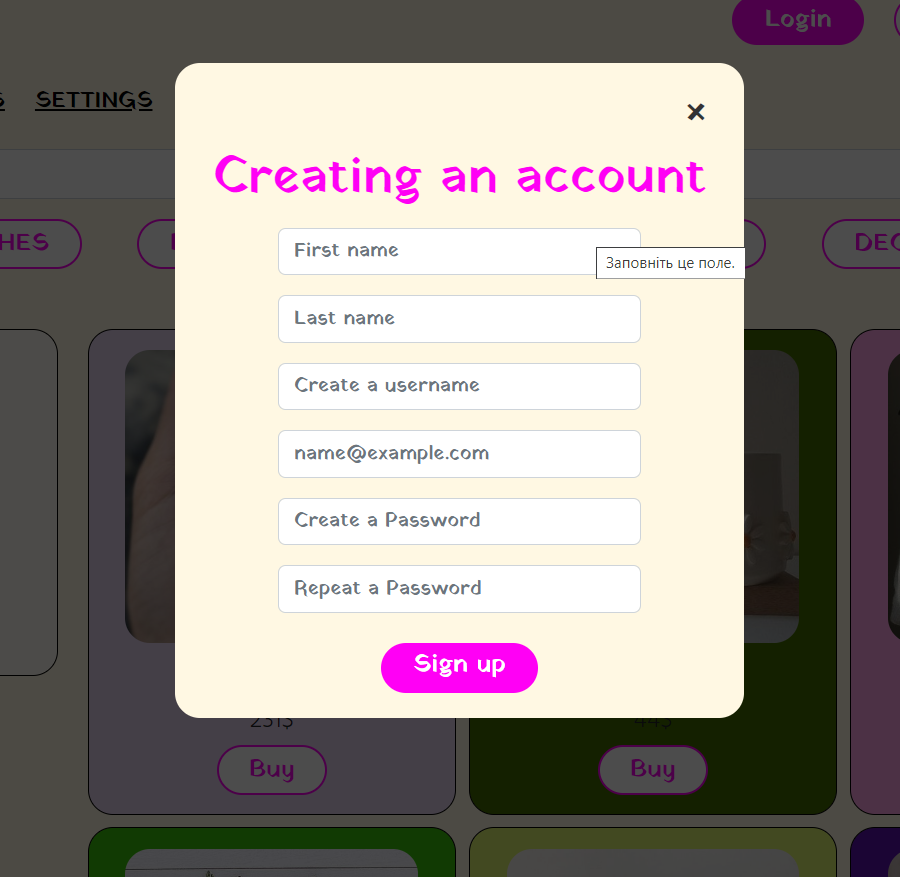 Login
SETTINGS
×
Creating an account
First name
Заповніть це поле.
Last name
Create a username
name@example.com
Create a Password
Repeat a Password
Sign up
HES
DEC
231$ 44$
Buy Buy